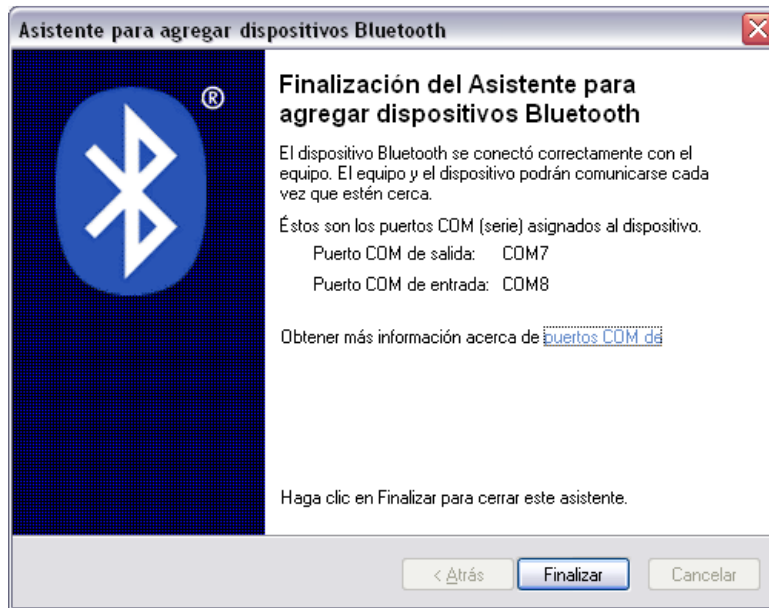 Asistente para agregar dispositivos Bluetooth
®
Finalización del Asistente para
agregar dispositivos Bluetooth
El dispositivo Bluetooth se conectó correctamente con el
equipo. El equipo y el dispositivo podrán comunicarse cada
vez que estén cerca.
Éstos son los puertos COM (serie) asignados al dispositivo.
Puerto COM de salida: COM7
Puerto COM de entrada: COM8
Obtener más información acerca de puertos COM de
Haga clic en Finalizar para cerrar este asistente.
< Atrás Finalizar Cancelar